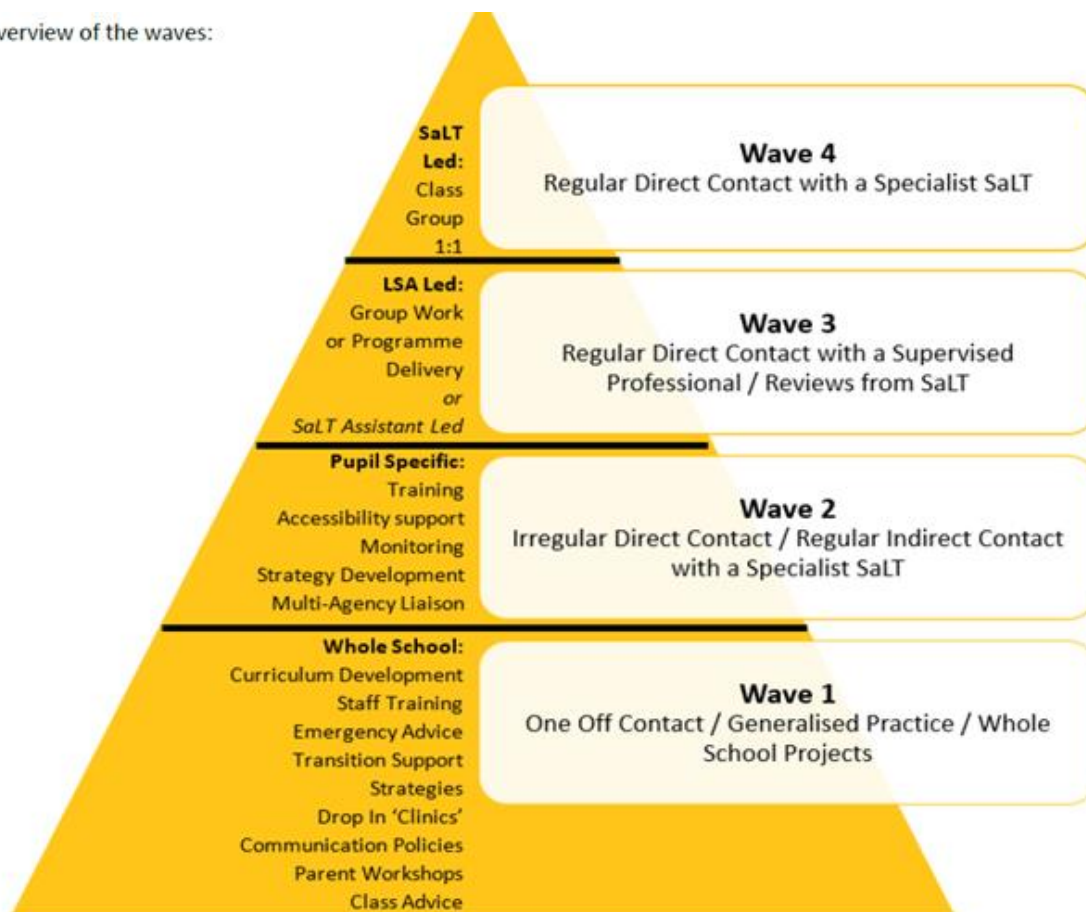 verview of the waves:
SaLT
Led:
Class
Group
1:1
Wave 4
Regular Direct Contact with a Specialist SaLT
LSA Led:
Group Work
or Programme
Delivery
or
SaLT Assistant Led
Wave 3
Regular Direct Contact with a Supervised
Professional / Reviews from SaLT
Pupil Specific:
Training
Accessibility support
Monitoring
Strategy Development
Multi-Agency Liaison
Wave 2
Irregular Direct Contact / Regular Indirect Contact
with a Specialist SaLT
Whole School:
Curriculum Development
Staff Training
Emergency Advice
Transition Support
Strategies
Drop In ‘Clinics’
Communication Policies
Parent Workshops
Class Advice
Wave 1
One Off Contact / Generalised Practice / Whole
School Projects